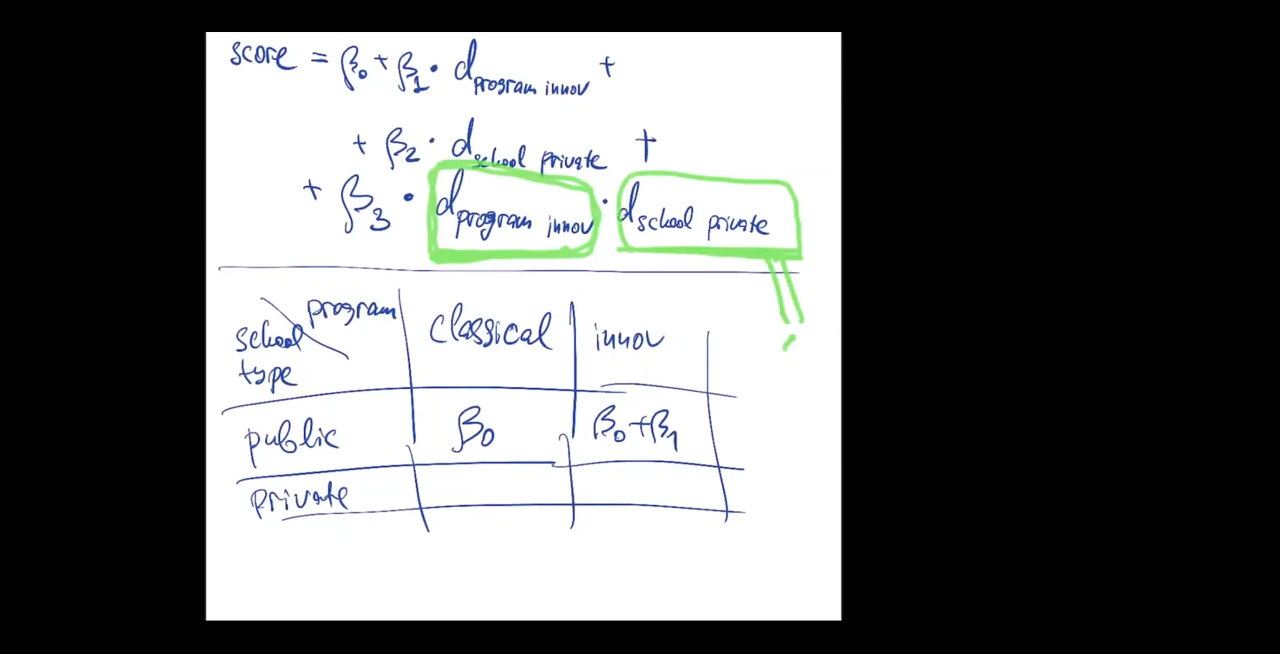 score = β₀ + β₁ · d program innov +
+ β₂ · d school private +
+ β₃ · d program innov · d school private
school type program classical innov
public β₀ β₀+β₁
private